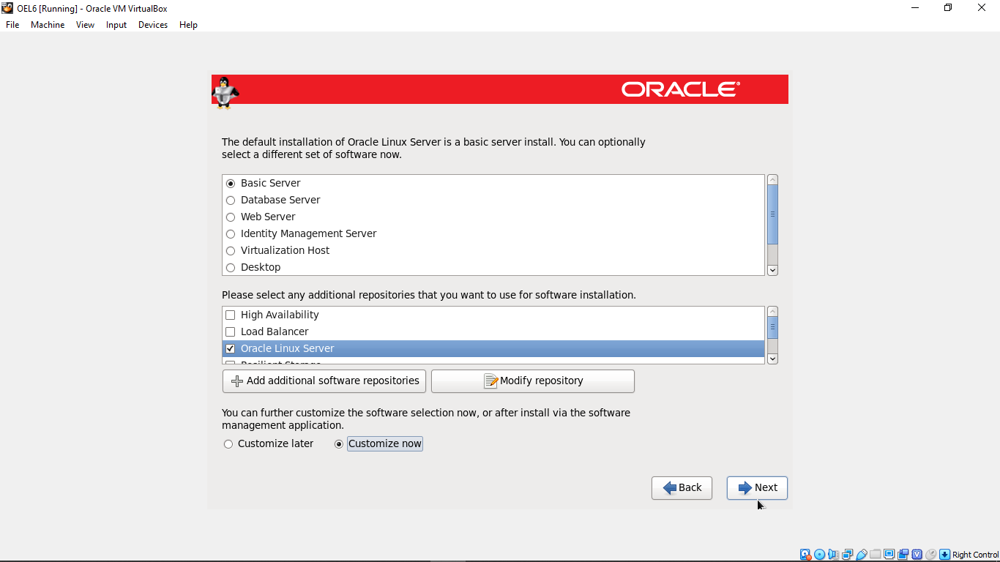 OEL6 [Running] - Oracle VM VirtualBox
File Machine View Input Devices Help
ORACLE®
The default installation of Oracle Linux Server is a basic server install. You can optionally
select a different set of software now.
Basic Server
Database Server
Web Server
Identity Management Server
Virtualization Host
Desktop
Please select any additional repositories that you want to use for software installation.
High Availability
Load Balancer
Oracle Linux Server
Resilient Storage
Add additional software repositories
Modify repository
You can further customize the software selection now, or after install via the software
management application.
Customize later
Customize now
Back
Next
Right Control